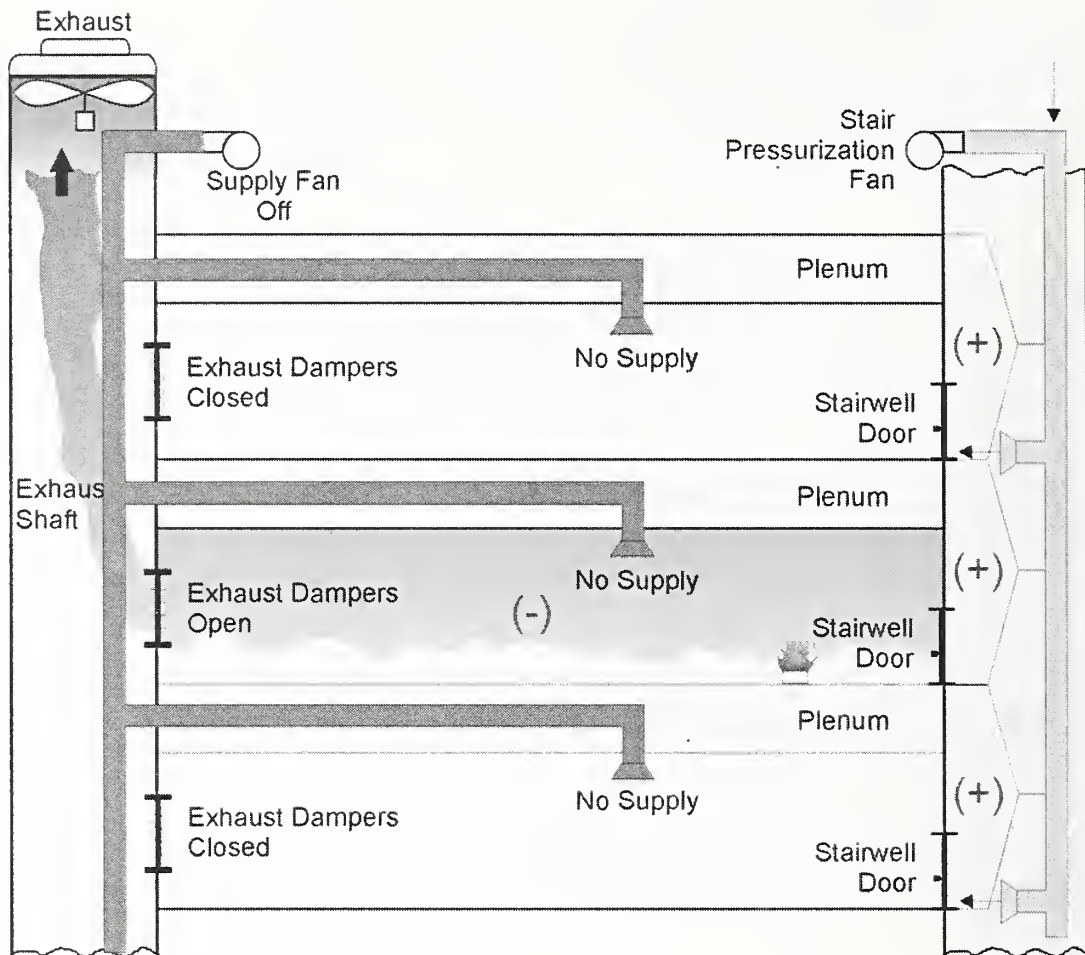 Exhaust
Supply Fan
Off
Stair
Pressurization
Fan
Plenum
No Supply
Exhaust Dampers
Closed
(+)
Stairwell
Door
Exhaus
Shaft
Plenum
No Supply
Exhaust Dampers
Open
(-)
(+)
Stairwell
Door
Plenum
No Supply
Exhaust Dampers
Closed
(+)
Stairwell
Door